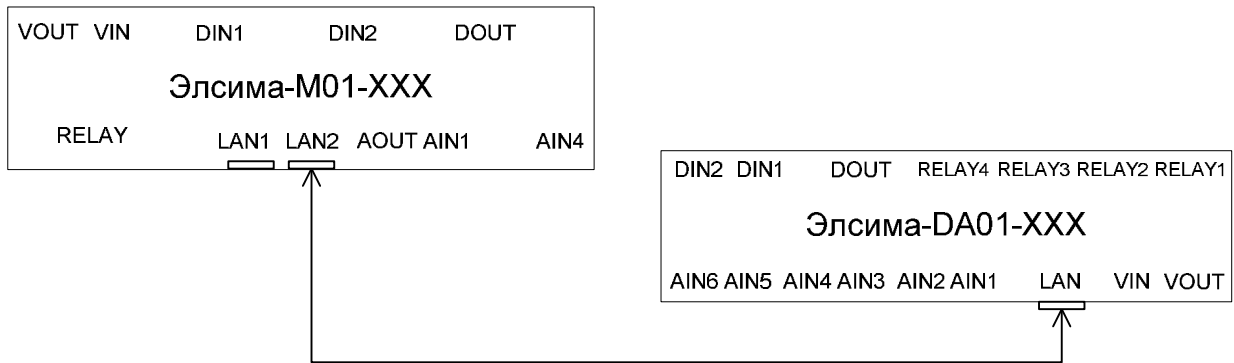 VOUT VIN DIN1 DIN2 DOUT
Элсима-M01-XXX
RELAY LAN1 LAN2 AOUT AIN1 AIN4
DIN2 DIN1 DOUT RELAY4 RELAY3 RELAY2 RELAY1
Элсима-DA01-XXX
AIN6 AIN5 AIN4 AIN3 AIN2 AIN1 LAN VIN VOUT